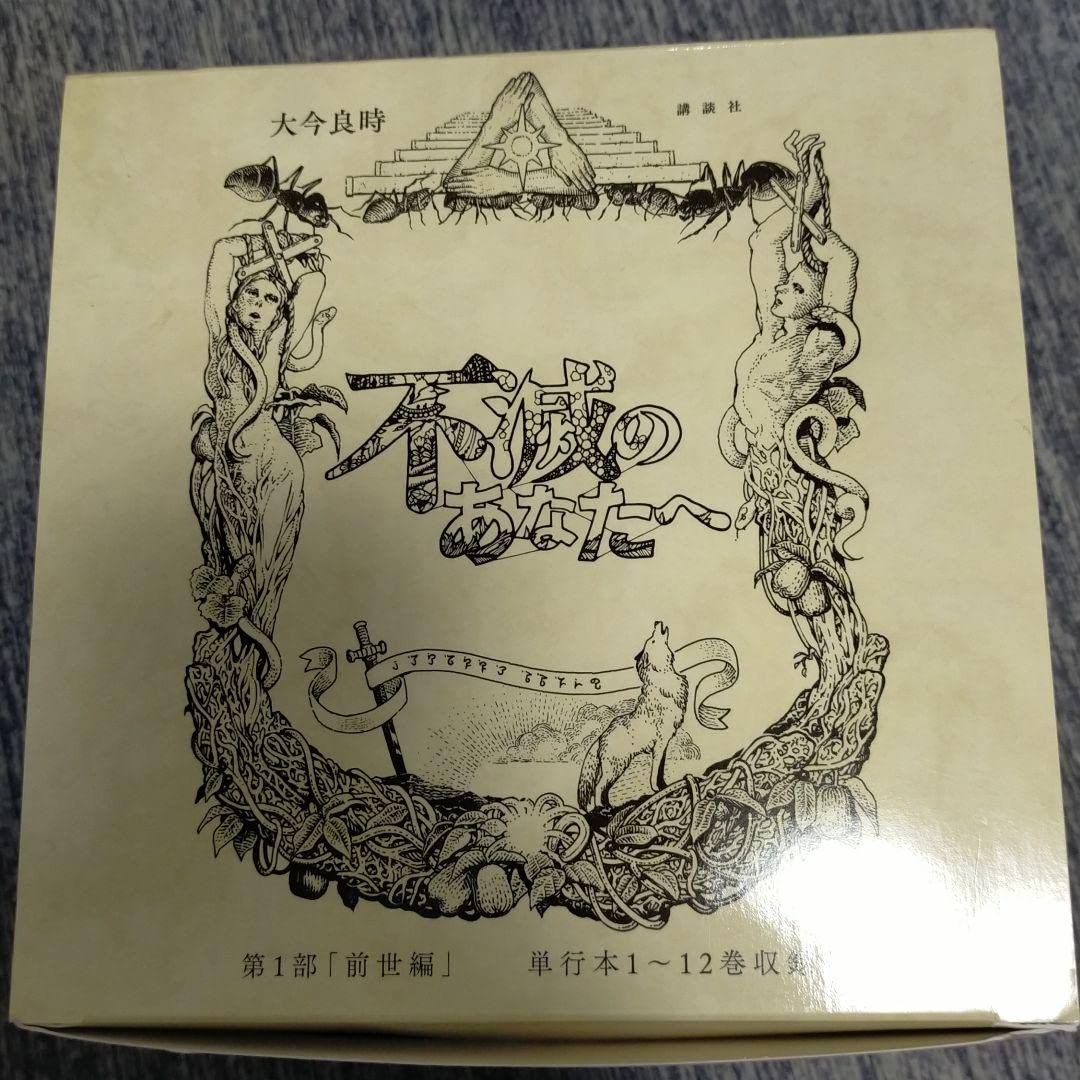 大今良時
講談社
不滅の
あなたへ
第1部「前世編」
単行本1〜12巻収録